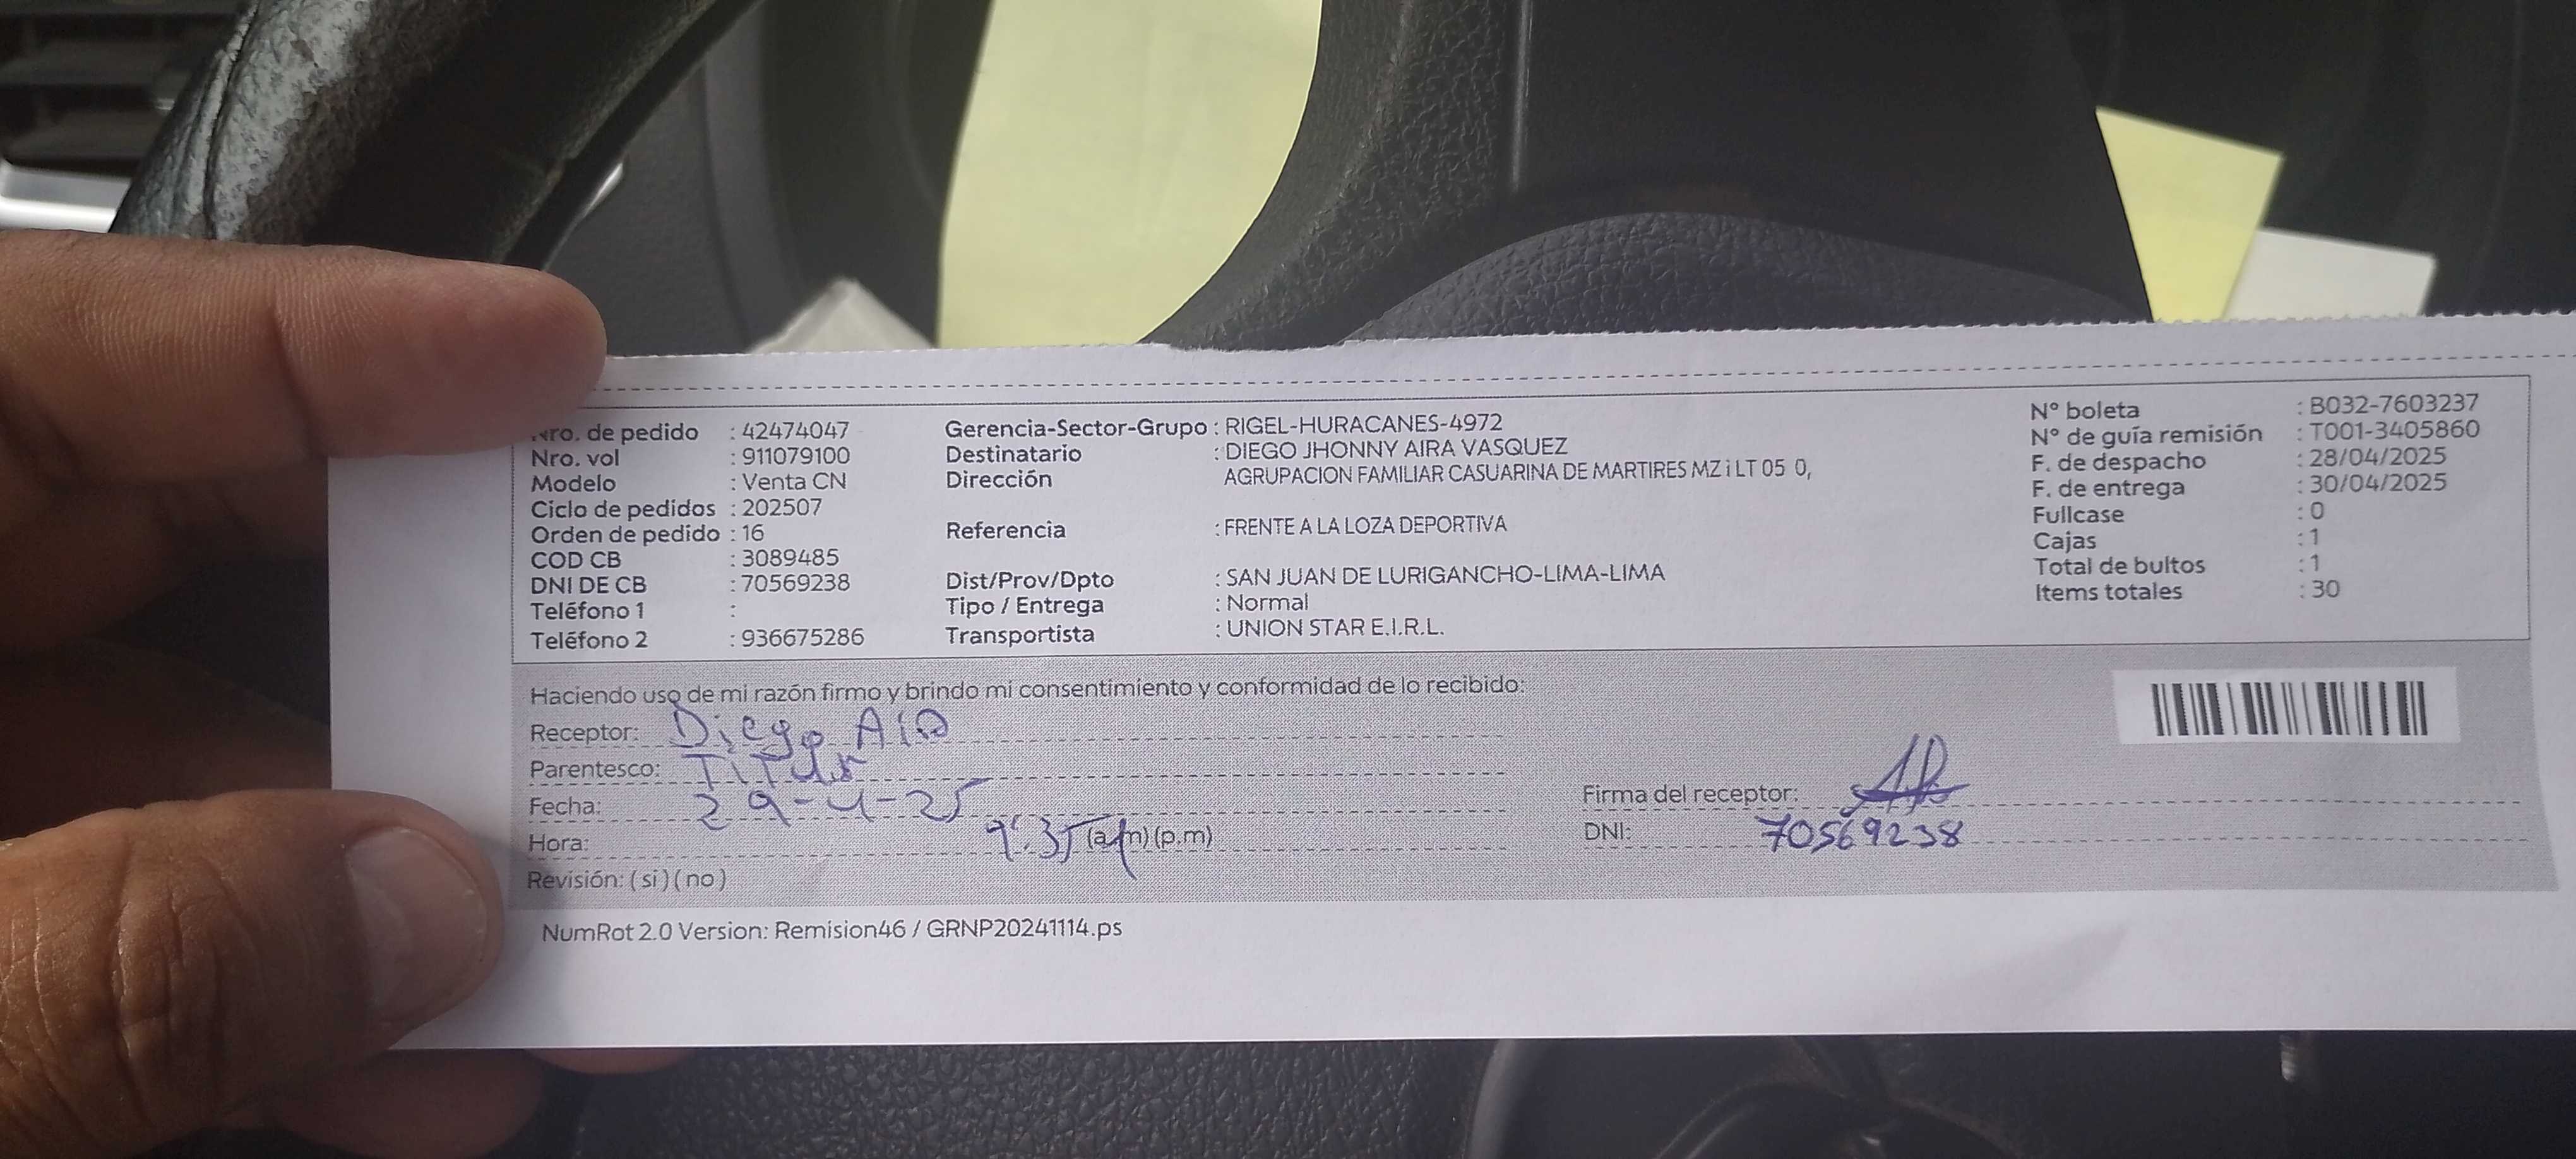 Nro. de pedido : 42474047
Nro. vol : 911079100
Modelo : Venta CN
Ciclo de pedidos : 202507
Orden de pedido : 16
COD CB : 3089485
DNI DE CB : 70569238
Teléfono 1 :
Teléfono 2 : 936675286
Gerencia-Sector-Grupo : RIGEL-HURACANES-4972
Destinatario : DIEGO JHONNY AIRA VASQUEZ
Dirección AGRUPACION FAMILIAR CASUARINA DE MARTIRES MZ i LT 05 0,
Referencia : FRENTE A LA LOZA DEPORTIVA
Dist/Prov/Dpto : SAN JUAN DE LURIGANCHO-LIMA-LIMA
Tipo / Entrega : Normal
Transportista : UNION STAR E.I.R.L.
N° boleta : B032-7603237
N° de guía remisión : T001-3405860
F. de despacho : 28/04/2025
F. de entrega : 30/04/2025
Fullcase : 0
Cajas : 1
Total de bultos : 1
Items totales : 30
Haciendo uso de mi razón firmo y brindo mi consentimiento y conformidad de lo recibido:
Receptor: Diego
Parentesco:
Fecha: 29-4-25
Hora: 9:35 (a.m) (p.m)
Revisión: ( si ) ( no )
Firma del receptor:
DNI: 70569238
NumRot 2.0 Version: Remision46 / GRNP20241114.ps